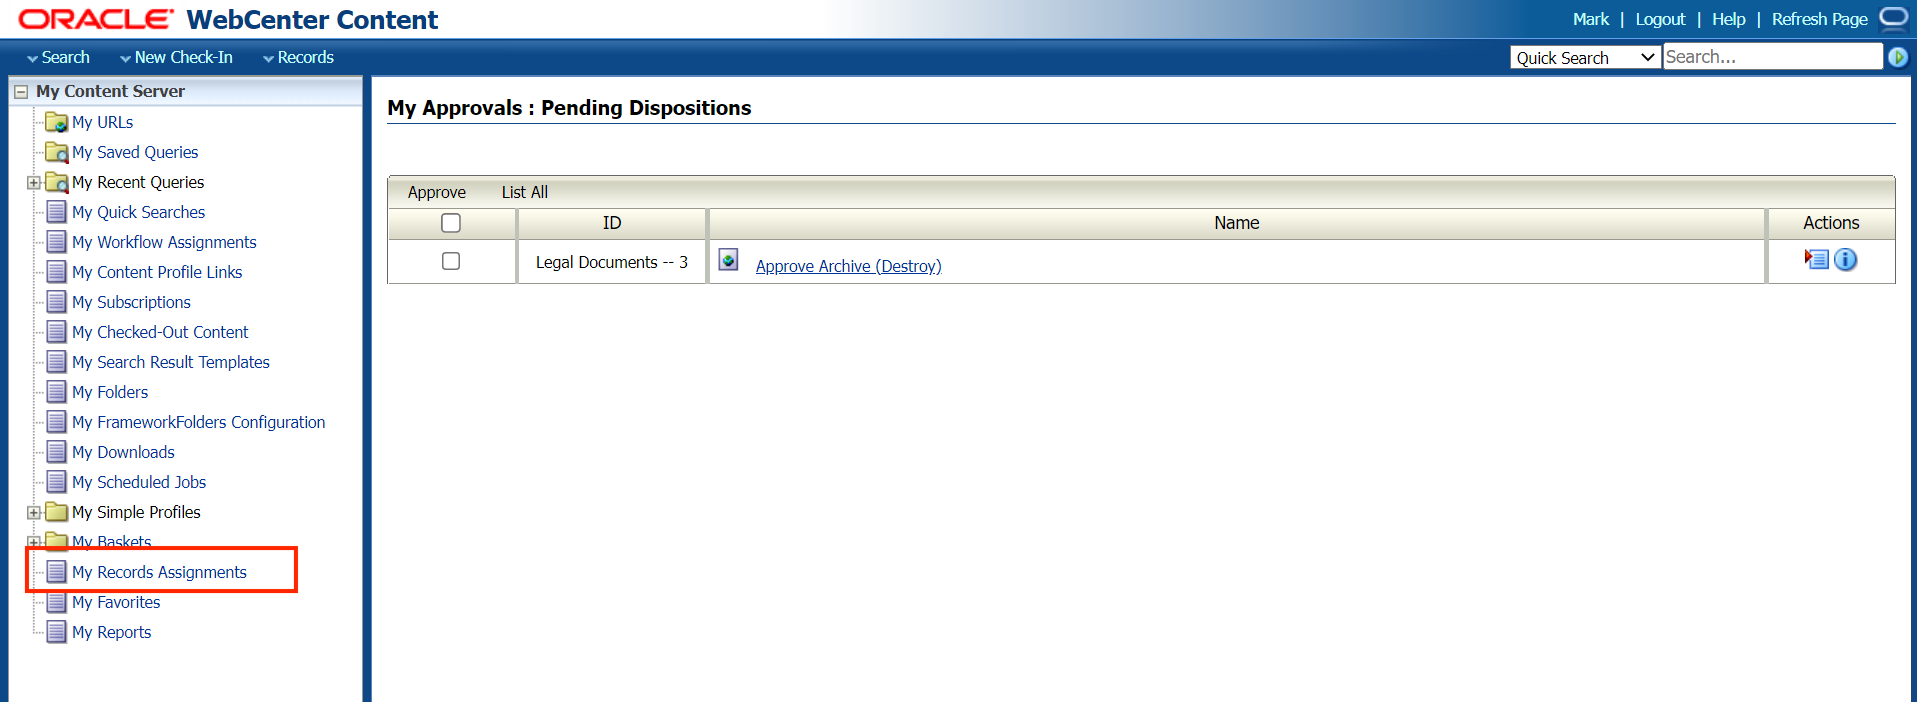 ORACLE WebCenter Content
Mark | Logout | Help | Refresh Page
Search New Check-In Records
Quick Search Search...
My Content Server
My URLs
My Saved Queries
My Recent Queries
My Quick Searches
My Workflow Assignments
My Content Profile Links
My Subscriptions
My Checked-Out Content
My Search Result Templates
My Folders
My FrameworkFolders Configuration
My Downloads
My Scheduled Jobs
My Simple Profiles
My Baskets
My Records Assignments
My Favorites
My Reports
My Approvals : Pending Dispositions
Approve List All
ID Name Actions
Legal Documents -- 3 Approve Archive (Destroy)